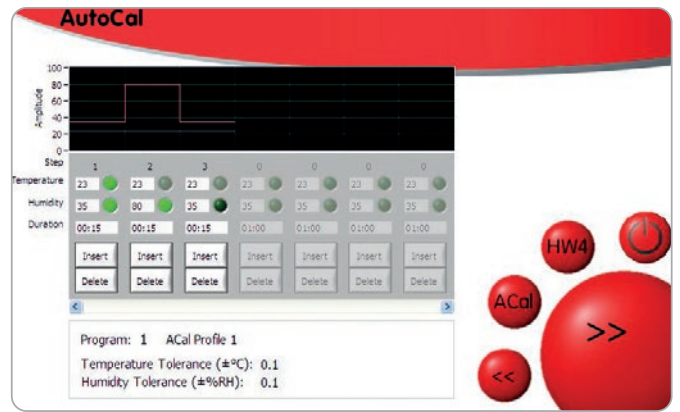 AutoCal
100
80
60
40
20
0
Amplitude
Step 1 2 3 0 0 0 0
Temperature 23 23 23 23 23 23 23
Humidity 35 80 35 35 35 35 35
Duration 00:15 00:15 00:15 01:00 01:00 01:00 01:00
Insert Insert Insert Insert Insert Insert Insert
Delete Delete Delete Delete Delete Delete Delete
Program: 1 ACal Profile 1
Temperature Tolerance (±ºC): 0.1
Humidity Tolerance (±%RH): 0.1
HW4
ACal
>>
<<